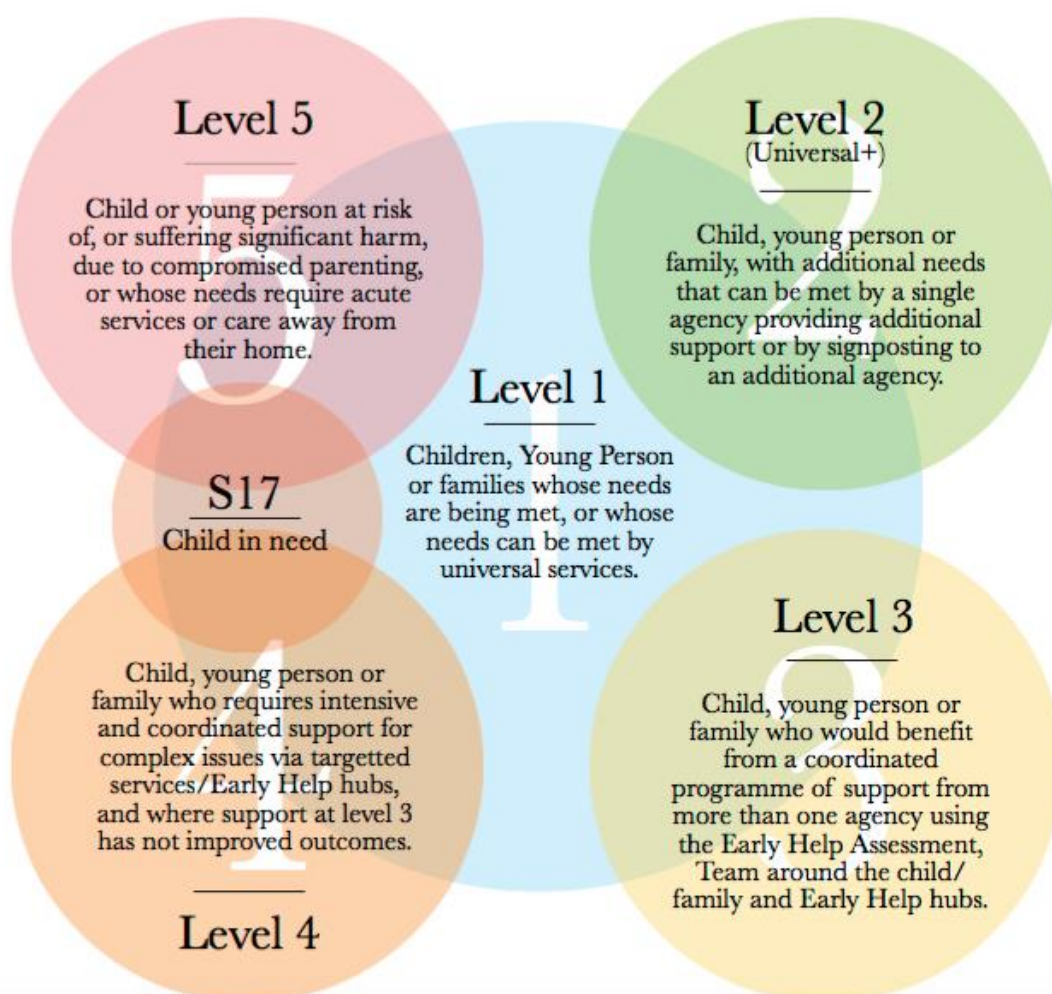 Level 5
5
Child or young person at risk
of, or suffering significant harm,
due to compromised parenting,
or whose needs require acute
services or care away from
their home.
Level 2
(Universal+)
2
Child, young person or
family, with additional needs
that can be met by a single
agency providing additional
support or by signposting to
an additional agency.
Level 1
1
Children, Young Person
or families whose needs
are being met, or whose
needs can be met by
universal services.
S17
Child in need
4
Child, young person or
family who requires intensive
and coordinated support for
complex issues via targetted
services/Early Help hubs,
and where support at level 3
has not improved outcomes.
Level 4
Level 3
3
Child, young person or
family who would benefit
from a coordinated
programme of support from
more than one agency using
the Early Help Assessment,
Team around the child/
family and Early Help hubs.